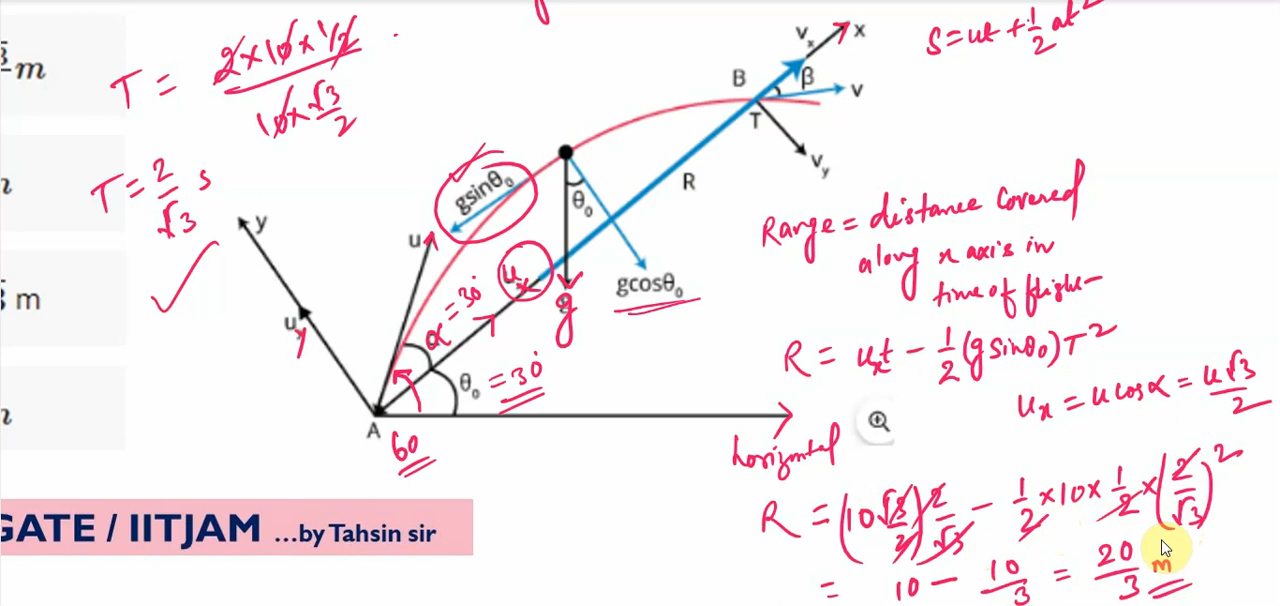 m
m
T = 2×10×1/2 / 10×√3/2
T = 2/√3 s
S = ut + 1/2 at²
v_x
x
B
β
v
T
v_y
R
gsinθ₀
θ₀
y
u
u_x
g
gcosθ₀
u_y
α = 30°
θ₀ = 30°
A
60
horizontal
Range = distance covered
along x axis in
time of flight
R = u_x t − 1/2 (g sinθ₀) T²
u_x = u cosα = u√3/2
R = (10√3/2) 2/√3 − 1/2 × 10 × 1/2 × (2/√3)²
= 10 − 10/3 = 20/3 m
GATE / IITJAM ...by Tahsin sir